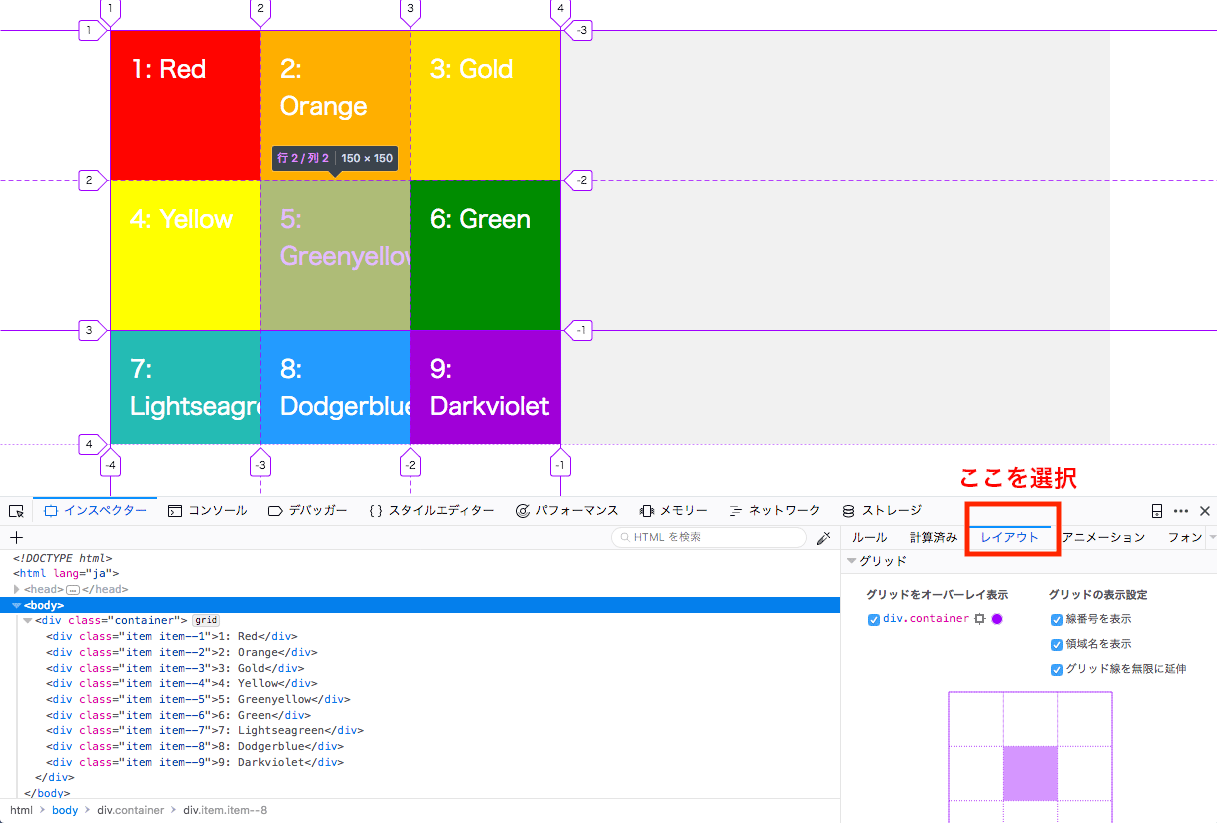 1 2 3 4
1 -3
1: Red 2: 3: Gold
Orange
行 2 / 列 2 150 × 150
2 -2
4: Yellow 5: 6: Green
Greenyellow
3 -1
7: 8: 9:
Lightseagre Dodgerblue Darkviolet
4
-4 -3 -2 -1
ここを選択
インスペクター コンソール デバッガー {} スタイルエディター パフォーマンス メモリー ネットワーク ストレージ
HTML を検索
ルール 計算済み レイアウト アニメーション フォン
<!DOCTYPE html>
<html lang="ja">
<head>…</head>
<body>
<div class="container"> grid
<div class="item item--1">1: Red</div>
<div class="item item--2">2: Orange</div>
<div class="item item--3">3: Gold</div>
<div class="item item--4">4: Yellow</div>
<div class="item item--5">5: Greenyellow</div>
<div class="item item--6">6: Green</div>
<div class="item item--7">7: Lightseagreen</div>
<div class="item item--8">8: Dodgerblue</div>
<div class="item item--9">9: Darkviolet</div>
</div>
</body>
html > body > div.container > div.item.item--8
グリッド
グリッドをオーバーレイ表示 グリッドの表示設定
div.container 線番号を表示
領域名を表示
グリッド線を無限に延伸